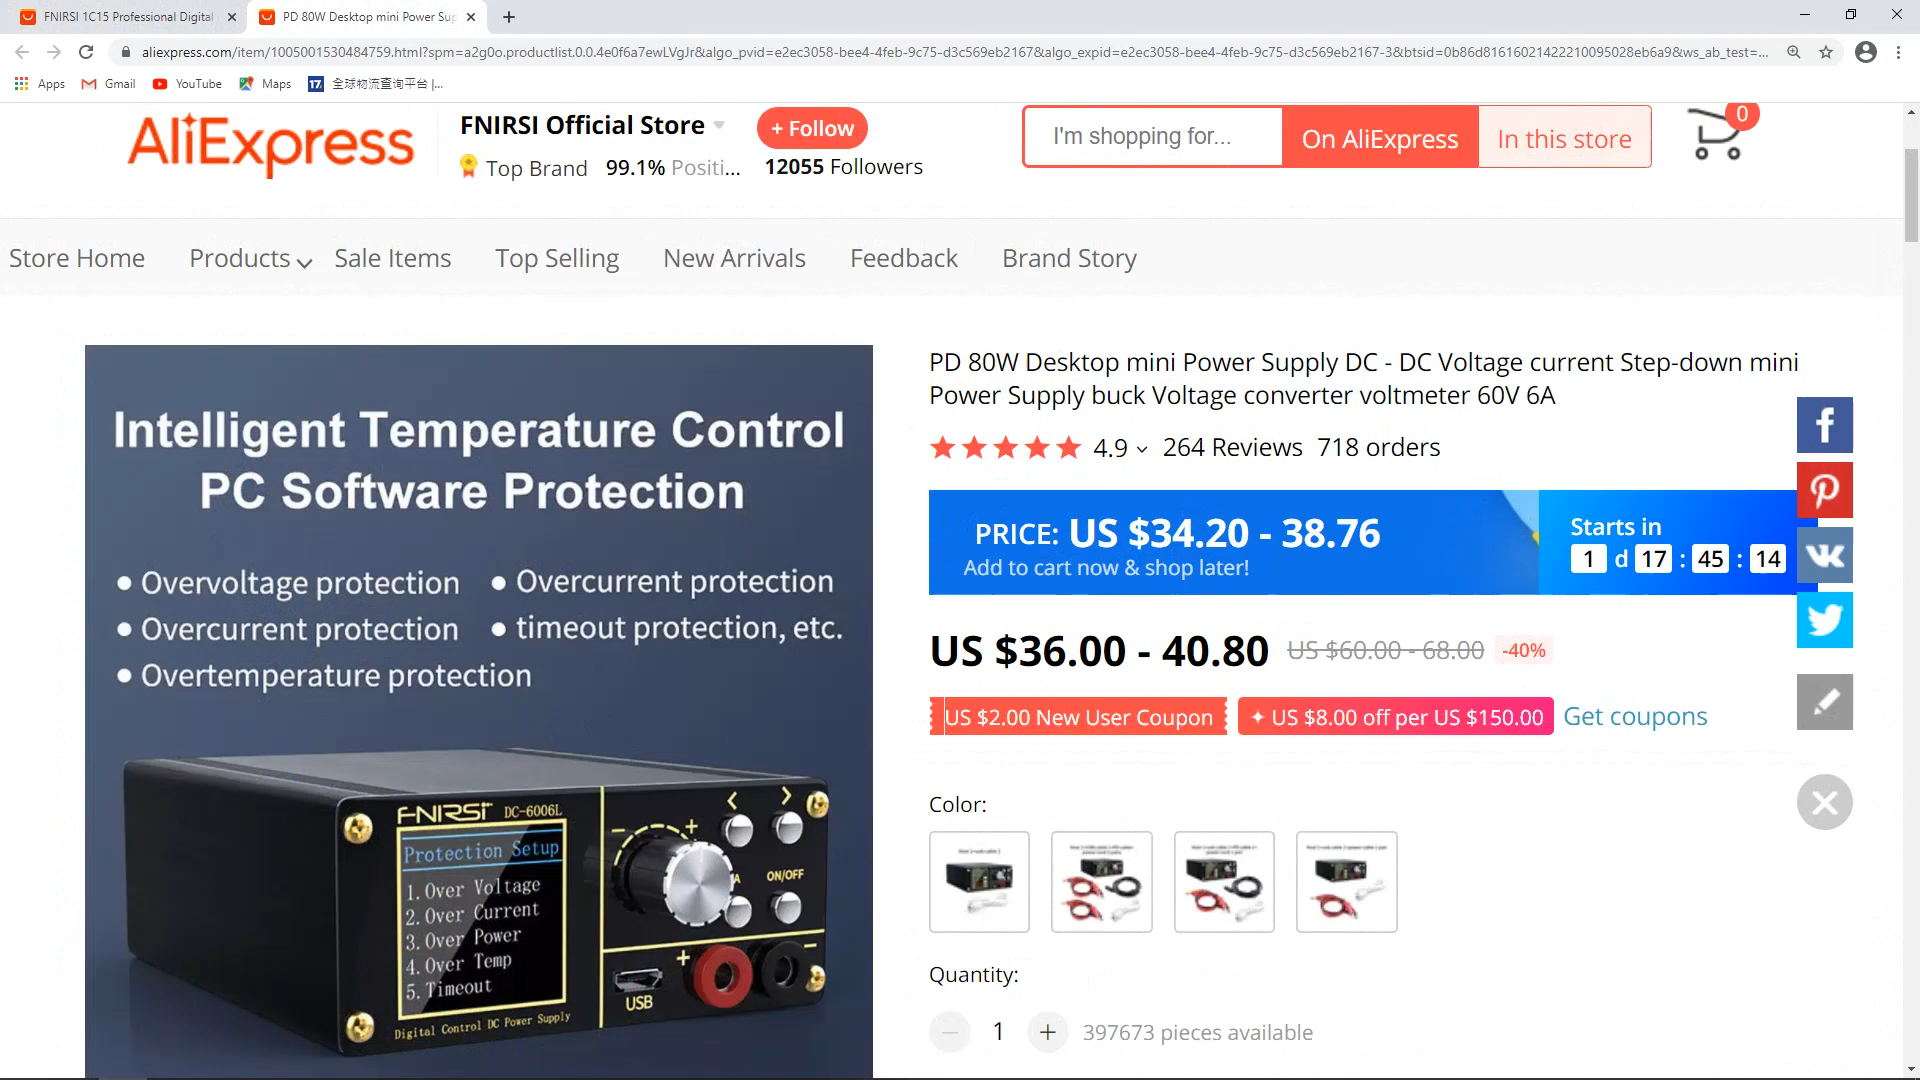 FNIRSI 1C15 Professional Digital
PD 80W Desktop mini Power Sup
aliexpress.com/item/1005001530484759.html?spm=a2g0o.productlist.0.0.4e0f6a7ewLVgJr&algo_pvid=e2ec3058-bee4-4feb-9c75-d3c569eb2167&algo_expid=e2ec3058-bee4-4feb-9c75-d3c569eb2167-3&btsid=0b86d81616021422210095028eb6a9&ws_ab_test=...
Apps Gmail YouTube Maps 17 全球物流查询平台 |...
AliExpress
FNIRSI Official Store
+ Follow
Top Brand 99.1% Positi...
12055 Followers
I'm shopping for...
On AliExpress
In this store
0
Store Home Products Sale Items Top Selling New Arrivals Feedback Brand Story
Intelligent Temperature Control
PC Software Protection
• Overvoltage protection • Overcurrent protection
• Overcurrent protection • timeout protection, etc.
• Overtemperature protection
FNIRSI DC-6006L
Protection Setup
1. Over Voltage
2. Over Current
3. Over Power
4. Over Temp
5. Timeout
Digital Control DC Power Supply
< >
- +
A ON/OFF
USB
+ -
PD 80W Desktop mini Power Supply DC - DC Voltage current Step-down mini
Power Supply buck Voltage converter voltmeter 60V 6A
4.9 264 Reviews 718 orders
PRICE: US $34.20 - 38.76
Add to cart now & shop later!
Starts in
1 d 17 : 45 : 14
US $36.00 - 40.80 US $60.00 - 68.00 -40%
US $2.00 New User Coupon US $8.00 off per US $150.00 Get coupons
Color:
Quantity:
1 + 397673 pieces available